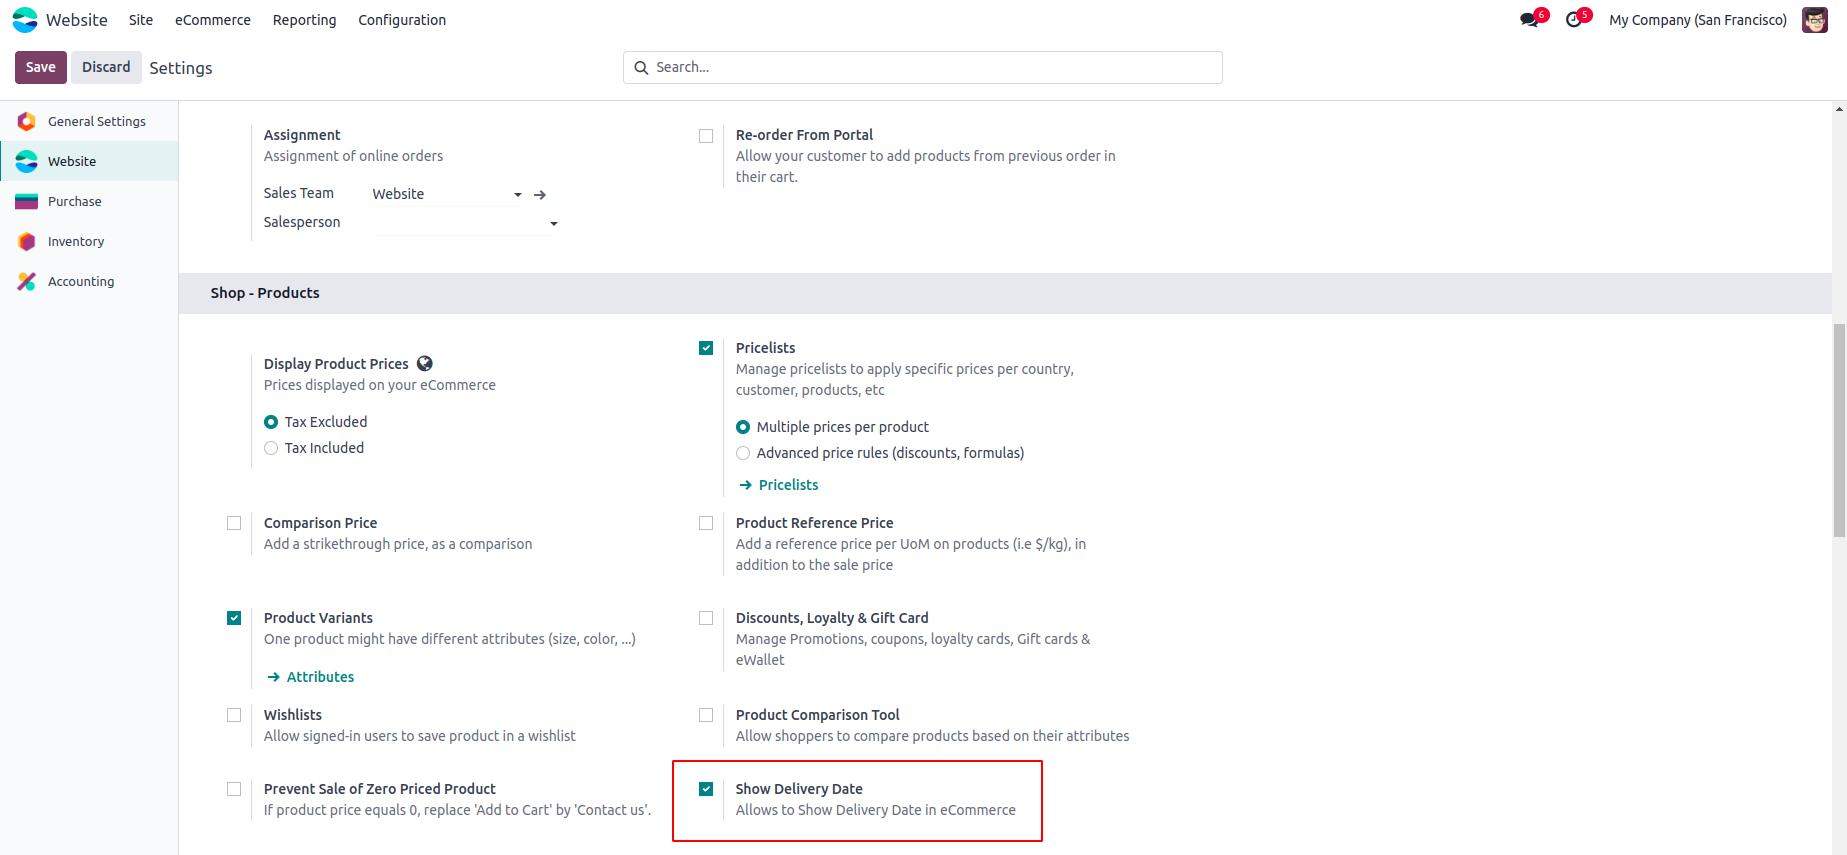 Website
Site
eCommerce
Reporting
Configuration
6
5
My Company (San Francisco)
Save
Discard
Settings
Search...
General Settings
Website
Purchase
Inventory
Accounting
Assignment
Assignment of online orders
Sales Team
Website
Salesperson
Re-order From Portal
Allow your customer to add products from previous order in
their cart.
Shop - Products
Display Product Prices
Prices displayed on your eCommerce
Tax Excluded
Tax Included
Pricelists
Manage pricelists to apply specific prices per country,
customer, products, etc
Multiple prices per product
Advanced price rules (discounts, formulas)
Pricelists
Comparison Price
Add a strikethrough price, as a comparison
Product Reference Price
Add a reference price per UoM on products (i.e $/kg), in
addition to the sale price
Product Variants
One product might have different attributes (size, color, ...)
Attributes
Discounts, Loyalty & Gift Card
Manage Promotions, coupons, loyalty cards, Gift cards &
eWallet
Wishlists
Allow signed-in users to save product in a wishlist
Product Comparison Tool
Allow shoppers to compare products based on their attributes
Prevent Sale of Zero Priced Product
If product price equals 0, replace 'Add to Cart' by 'Contact us'.
Show Delivery Date
Allows to Show Delivery Date in eCommerce